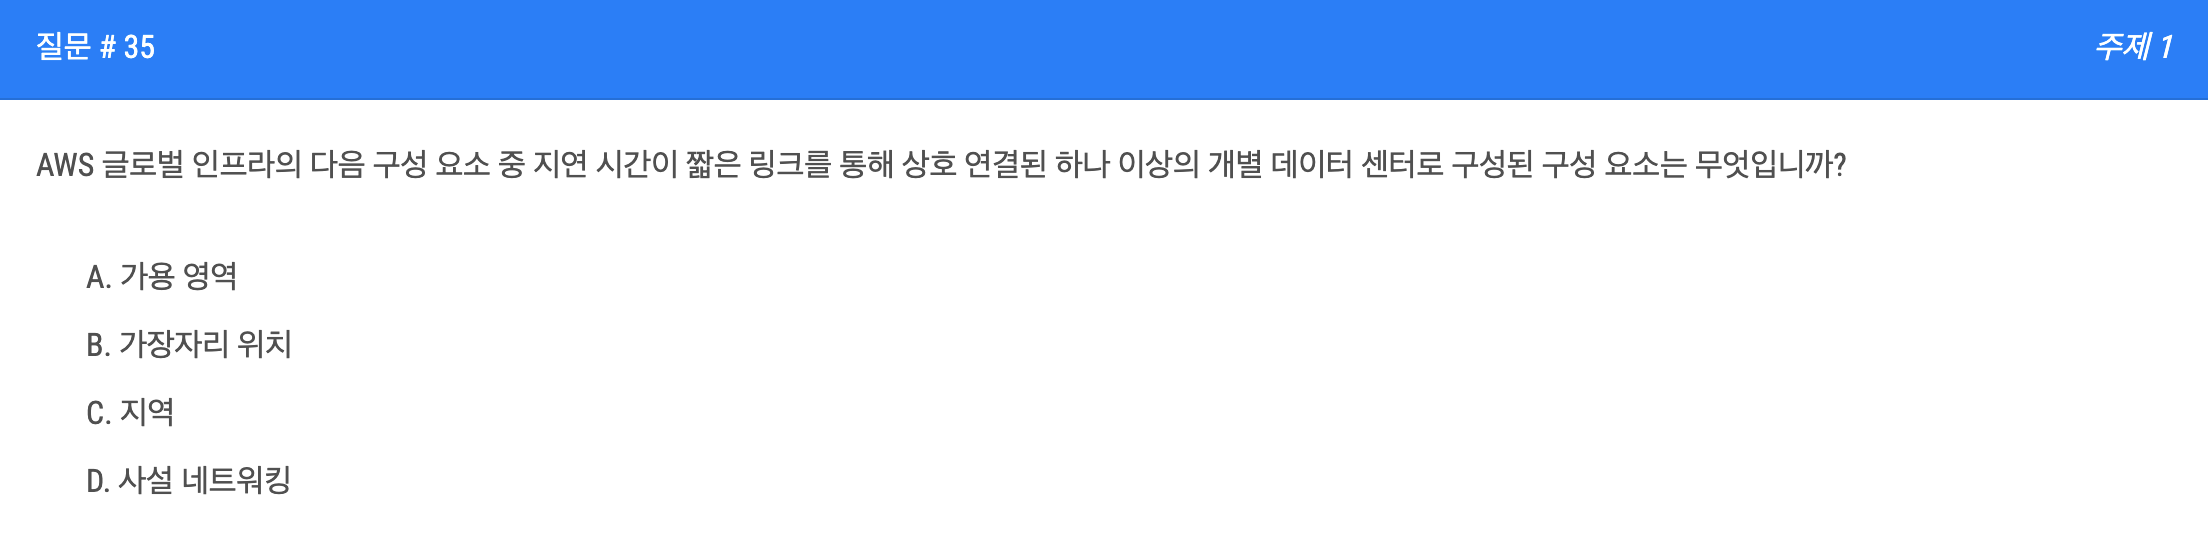 질문 # 35
주제 1
AWS 글로벌 인프라의 다음 구성 요소 중 지연 시간이 짧은 링크를 통해 상호 연결된 하나 이상의 개별 데이터 센터로 구성된 구성 요소는 무엇입니까?
A. 가용 영역
B. 가장자리 위치
C. 지역
D. 사설 네트워킹